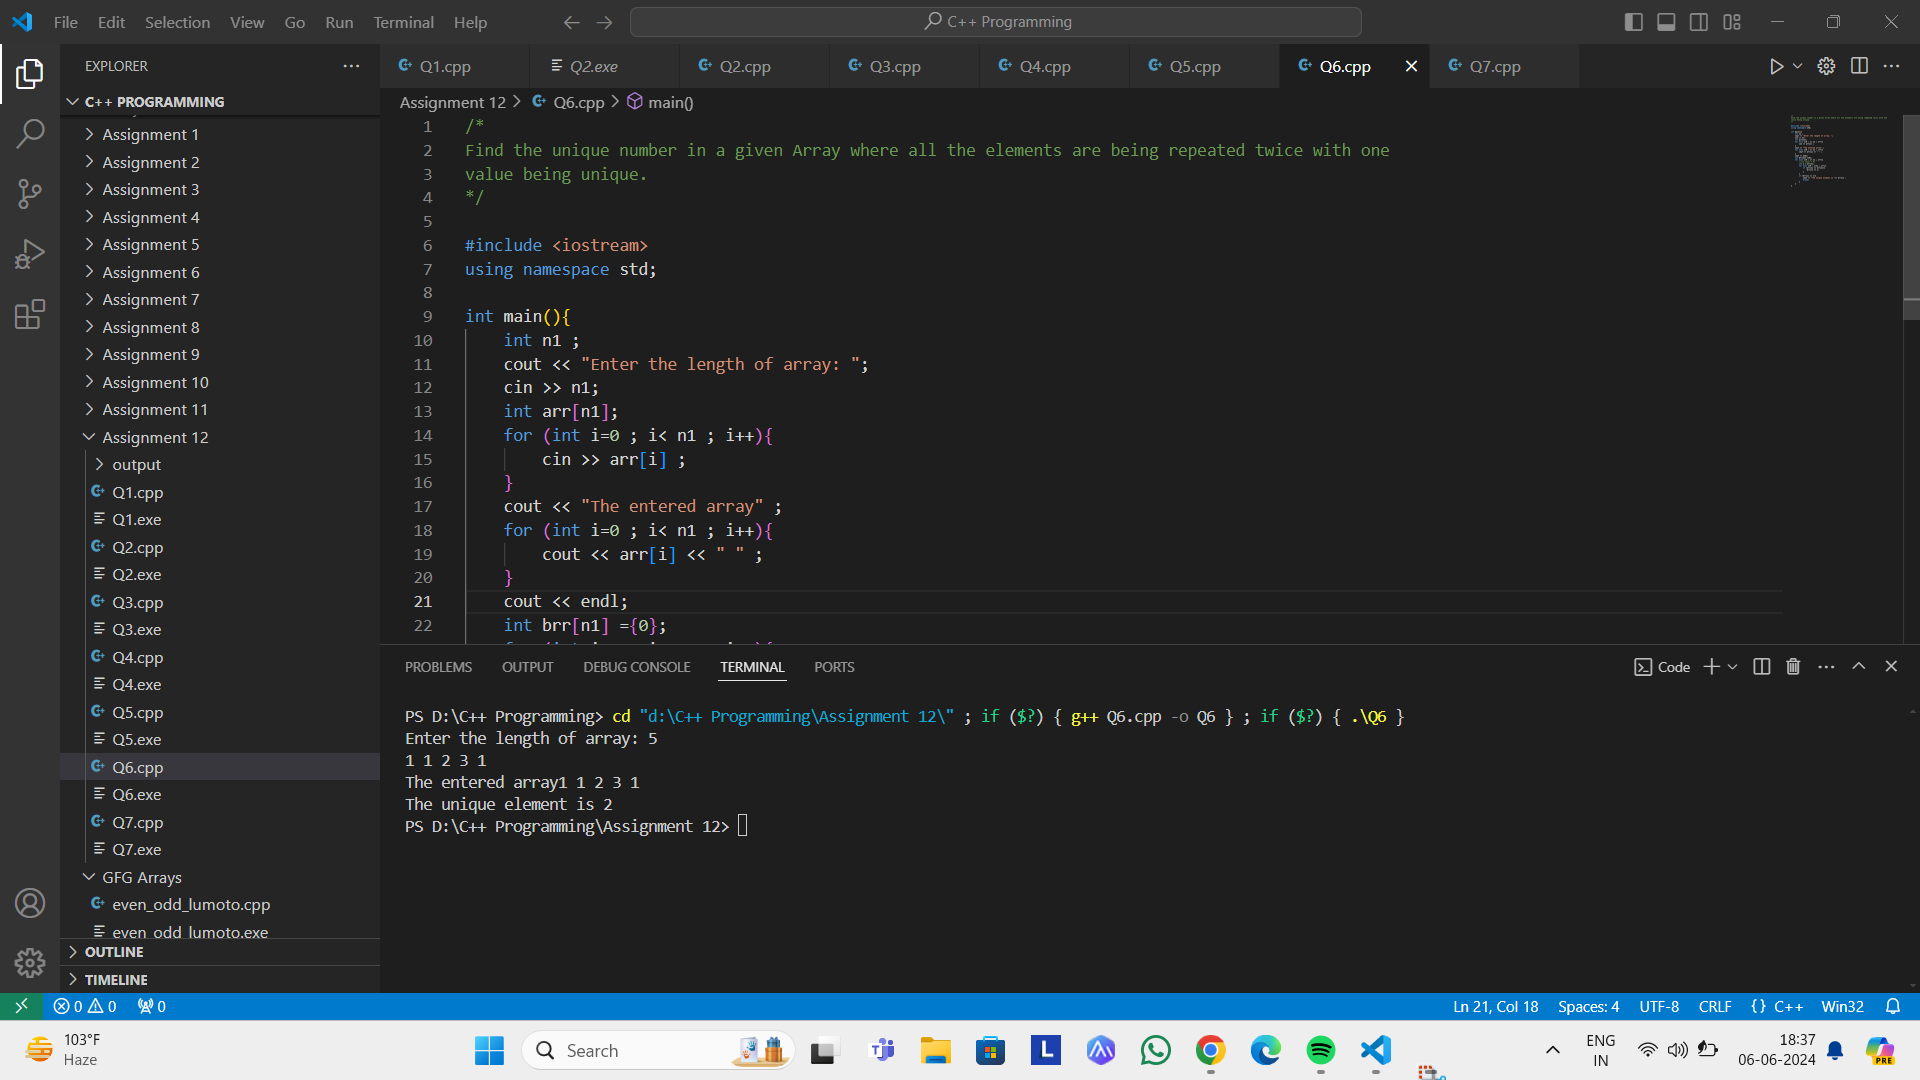 File Edit Selection View Go Run Terminal Help
C++ Programming
EXPLORER
C++ PROGRAMMING
Assignment 1
Assignment 2
Assignment 3
Assignment 4
Assignment 5
Assignment 6
Assignment 7
Assignment 8
Assignment 9
Assignment 10
Assignment 11
Assignment 12
output
Q1.cpp
Q1.exe
Q2.cpp
Q2.exe
Q3.cpp
Q3.exe
Q4.cpp
Q4.exe
Q5.cpp
Q5.exe
Q6.cpp
Q6.exe
Q7.cpp
Q7.exe
GFG Arrays
even_odd_lumoto.cpp
even_odd_lumoto.exe
OUTLINE
TIMELINE
Q1.cpp Q2.exe Q2.cpp Q3.cpp Q4.cpp Q5.cpp Q6.cpp Q7.cpp
Assignment 12 > Q6.cpp > main()
1 /*
2 Find the unique number in a given Array where all the elements are being repeated twice with one
3 value being unique.
4 */
5
6 #include <iostream>
7 using namespace std;
8
9 int main(){
10 int n1 ;
11 cout << "Enter the length of array: ";
12 cin >> n1;
13 int arr[n1];
14 for (int i=0 ; i< n1 ; i++){
15 cin >> arr[i] ;
16 }
17 cout << "The entered array" ;
18 for (int i=0 ; i< n1 ; i++){
19 cout << arr[i] << " " ;
20 }
21 cout << endl;
22 int brr[n1] ={0};
PROBLEMS OUTPUT DEBUG CONSOLE TERMINAL PORTS
Code
PS D:\C++ Programming> cd "d:\C++ Programming\Assignment 12\" ; if ($?) { g++ Q6.cpp -o Q6 } ; if ($?) { .\Q6 }
Enter the length of array: 5
1 1 2 3 1
The entered array1 1 2 3 1
The unique element is 2
PS D:\C++ Programming\Assignment 12>
0 0 0
Ln 21, Col 18 Spaces: 4 UTF-8 CRLF {} C++ Win32
103°F
Haze
Search
L
ENG
IN
18:37
06-06-2024
PRE